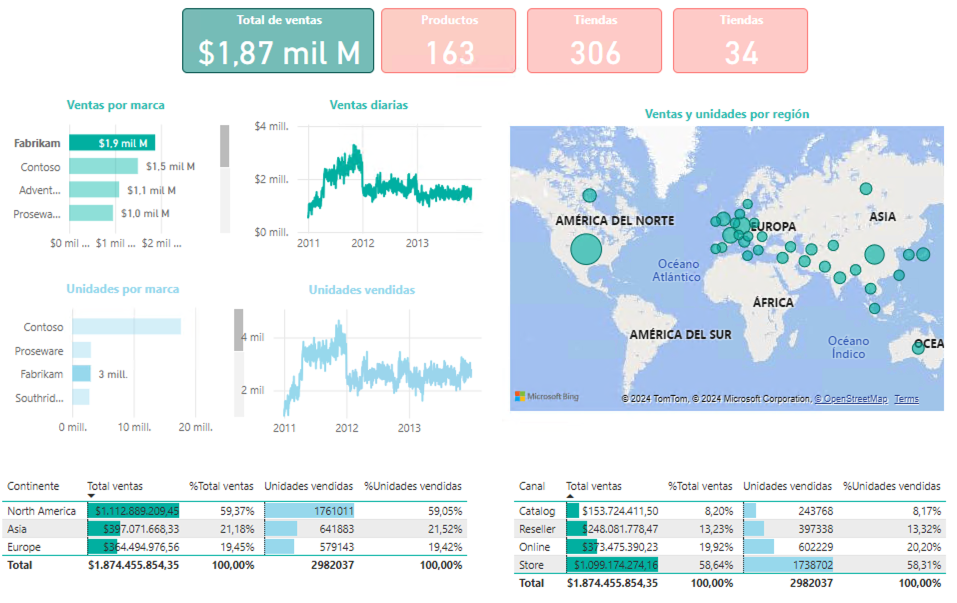 Total de ventas
$1,87 mil M
Productos
163
Tiendas
306
Tiendas
34
Ventas por marca
Fabrikam $1,9 mil M
Contoso $1,5 mil M
Advent... $1,1 mil M
Prosewa... $1,0 mil M
$0 mil ... $1 mil ... $2 mil ...
Ventas diarias
$4 mill.
$2 mill.
$0 mill.
2011 2012 2013
Ventas y unidades por región
AMÉRICA DEL NORTE
EUROPA
ASIA
Océano
Atlántico
ÁFRICA
AMÉRICA DEL SUR
Océano
Índico
OCEA
Microsoft Bing
© 2024 TomTom, © 2024 Microsoft Corporation, © OpenStreetMap Terms
Unidades por marca
Contoso
Proseware
Fabrikam 3 mill.
Southrid...
0 mill. 10 mill. 20 mill.
Unidades vendidas
4 mil
2 mil
2011 2012 2013
Continente Total ventas %Total ventas Unidades vendidas %Unidades vendidas
North America $1.112.889.209,45 59,37% 1761011 59,05%
Asia $397.071.668,33 21,18% 641883 21,52%
Europe $364.494.976,56 19,45% 579143 19,42%
Total $1.874.455.854,35 100,00% 2982037 100,00%
Canal Total ventas %Total ventas Unidades vendidas %Unidades vendidas
Catalog $153.724.411,50 8,20% 243768 8,17%
Reseller $248.081.778,47 13,23% 397338 13,32%
Online $373.475.390,23 19,92% 602229 20,20%
Store $1.099.174.274,16 58,64% 1738702 58,31%
Total $1.874.455.854,35 100,00% 2982037 100,00%